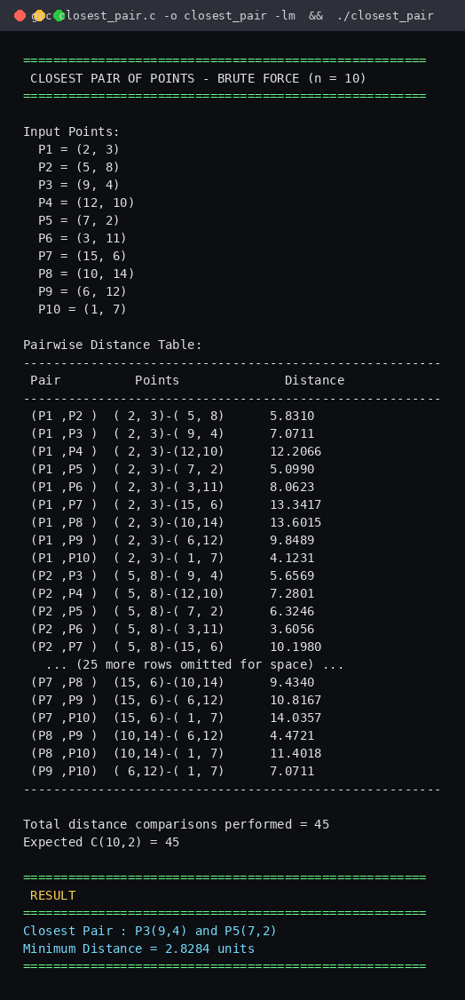 gcc closest_pair.c -o closest_pair -lm  &&  ./closest_pair
======================================================
 CLOSEST PAIR OF POINTS - BRUTE FORCE (n = 10)
======================================================
Input Points:
  P1 = (2, 3)
  P2 = (5, 8)
  P3 = (9, 4)
  P4 = (12, 10)
  P5 = (7, 2)
  P6 = (3, 11)
  P7 = (15, 6)
  P8 = (10, 14)
  P9 = (6, 12)
  P10 = (1, 7)
Pairwise Distance Table:
--------------------------------------------------------
 Pair          Points              Distance
--------------------------------------------------------
 (P1 ,P2 )  ( 2, 3)-( 5, 8)      5.8310
 (P1 ,P3 )  ( 2, 3)-( 9, 4)      7.0711
 (P1 ,P4 )  ( 2, 3)-(12,10)      12.2066
 (P1 ,P5 )  ( 2, 3)-( 7, 2)      5.0990
 (P1 ,P6 )  ( 2, 3)-( 3,11)      8.0623
 (P1 ,P7 )  ( 2, 3)-(15, 6)      13.3417
 (P1 ,P8 )  ( 2, 3)-(10,14)      13.6015
 (P1 ,P9 )  ( 2, 3)-( 6,12)      9.8489
 (P1 ,P10)  ( 2, 3)-( 1, 7)      4.1231
 (P2 ,P3 )  ( 5, 8)-( 9, 4)      5.6569
 (P2 ,P4 )  ( 5, 8)-(12,10)      7.2801
 (P2 ,P5 )  ( 5, 8)-( 7, 2)      6.3246
 (P2 ,P6 )  ( 5, 8)-( 3,11)      3.6056
 (P2 ,P7 )  ( 5, 8)-(15, 6)      10.1980
   ... (25 more rows omitted for space) ...
 (P7 ,P8 )  (15, 6)-(10,14)      9.4340
 (P7 ,P9 )  (15, 6)-( 6,12)      10.8167
 (P7 ,P10)  (15, 6)-( 1, 7)      14.0357
 (P8 ,P9 )  (10,14)-( 6,12)      4.4721
 (P8 ,P10)  (10,14)-( 1, 7)      11.4018
 (P9 ,P10)  ( 6,12)-( 1, 7)      7.0711
--------------------------------------------------------
Total distance comparisons performed = 45
Expected C(10,2) = 45
======================================================
 RESULT
======================================================
Closest Pair : P3(9,4) and P5(7,2)
Minimum Distance = 2.8284 units
======================================================